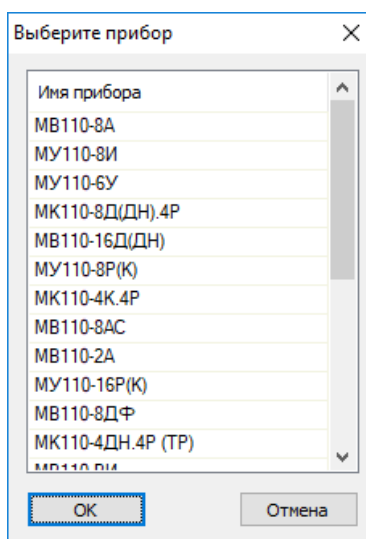 Выберите прибор
Имя прибора
МВ110-8А
МУ110-8И
МУ110-6У
МК110-8Д(ДН).4Р
МВ110-16Д(ДН)
МУ110-8Р(К)
МК110-4К.4Р
МВ110-8АС
МВ110-2А
МУ110-16Р(К)
МВ110-8ДФ
МК110-4ДН.4Р (ТР)
ОК
Отмена